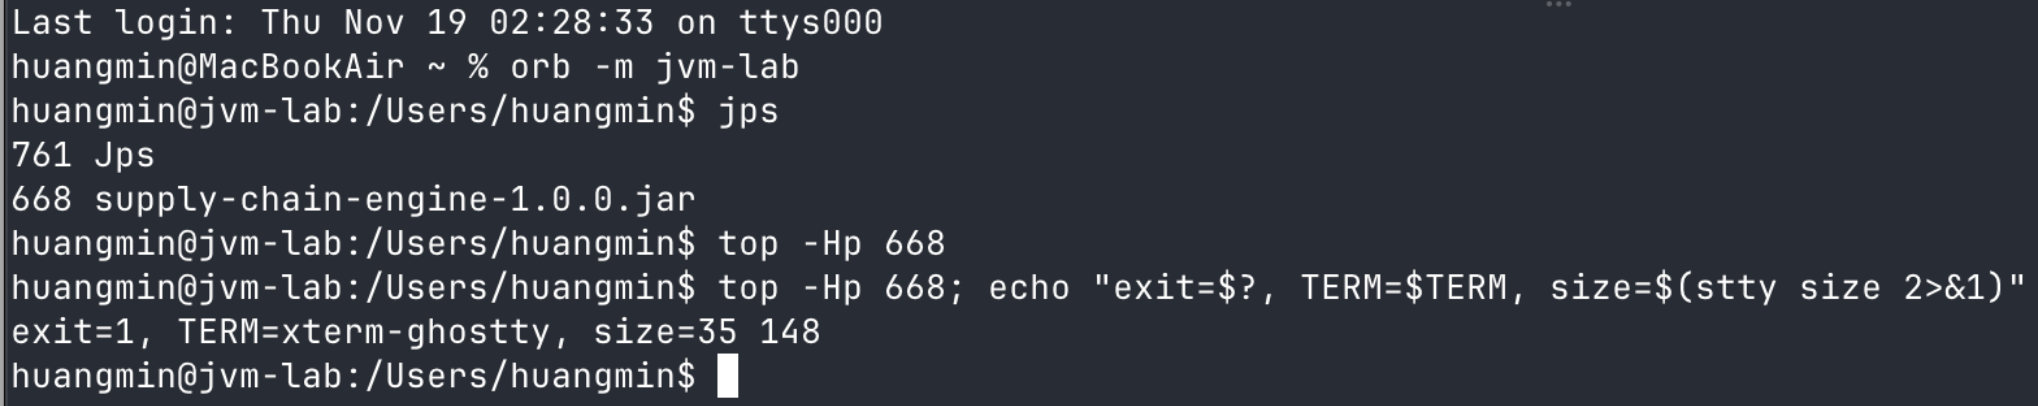 Last login: Thu Nov 19 02:28:33 on ttys000
huangmin@MacBookAir ~ % orb -m jvm-lab
huangmin@jvm-lab:/Users/huangmin$ jps
761 Jps
668 supply-chain-engine-1.0.0.jar
huangmin@jvm-lab:/Users/huangmin$ top -Hp 668
huangmin@jvm-lab:/Users/huangmin$ top -Hp 668; echo "exit=$?, TERM=$TERM, size=$(stty size 2>&1)"
exit=1, TERM=xterm-ghostty, size=35 148
huangmin@jvm-lab:/Users/huangmin$